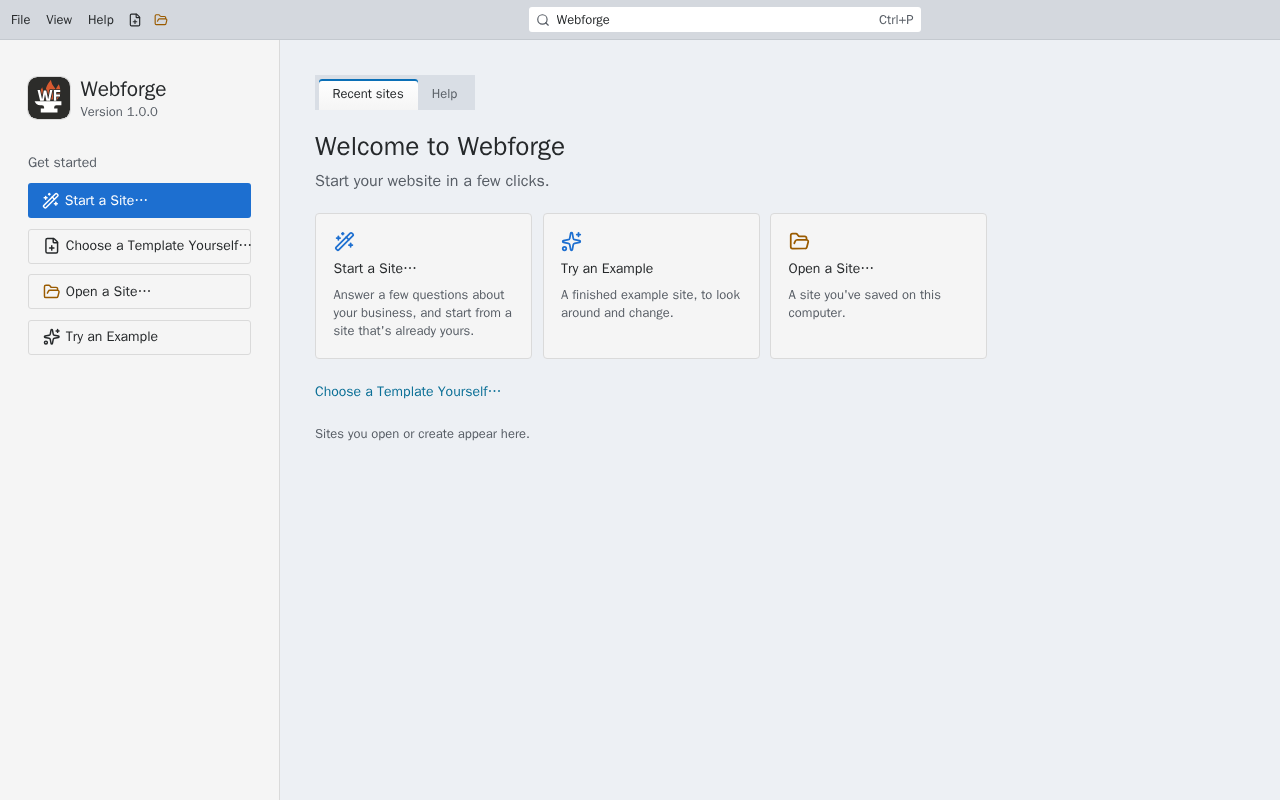 File View Help
Webforge Ctrl+P
WF
Webforge
Version 1.0.0
Get started
Start a Site…
Choose a Template Yourself…
Open a Site…
Try an Example
Recent sites Help
Welcome to Webforge
Start your website in a few clicks.
Start a Site…
Answer a few questions about
your business, and start from a
site that's already yours.
Try an Example
A finished example site, to look
around and change.
Open a Site…
A site you've saved on this
computer.
Choose a Template Yourself…
Sites you open or create appear here.